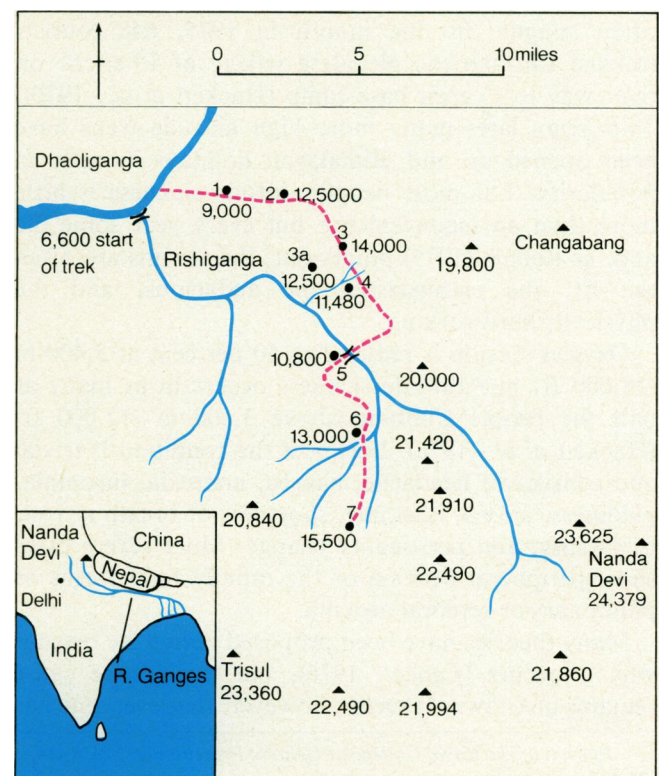 0 5 10 miles
Dhaoliganga
1
9,000
2 12,5000
6,600 start
of trek
Rishiganga
3
14,000
3a
12,500
4
11,480
19,800
Changabang
10,800
5
20,000
6
13,000
21,420
21,910
20,840
7
15,500
22,490
23,625
Nanda
Devi
24,379
Nanda
Devi
China
Nepal
Delhi
India
R. Ganges
Trisul
23,360
22,490
21,994
21,860